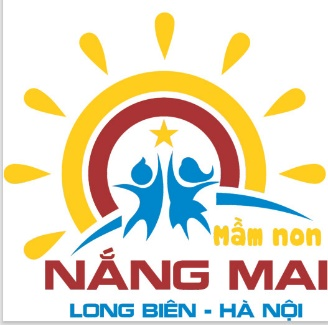 Mầm non
NẮNG MAI
LONG BIÊN - HÀ NỘI